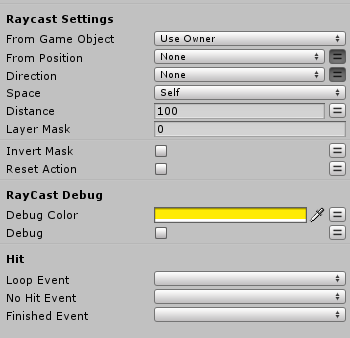 Raycast Settings
From Game Object Use Owner
From Position None
Direction None
Space Self
Distance 100
Layer Mask 0
Invert Mask
Reset Action
RayCast Debug
Debug Color
Debug
Hit
Loop Event
No Hit Event
Finished Event